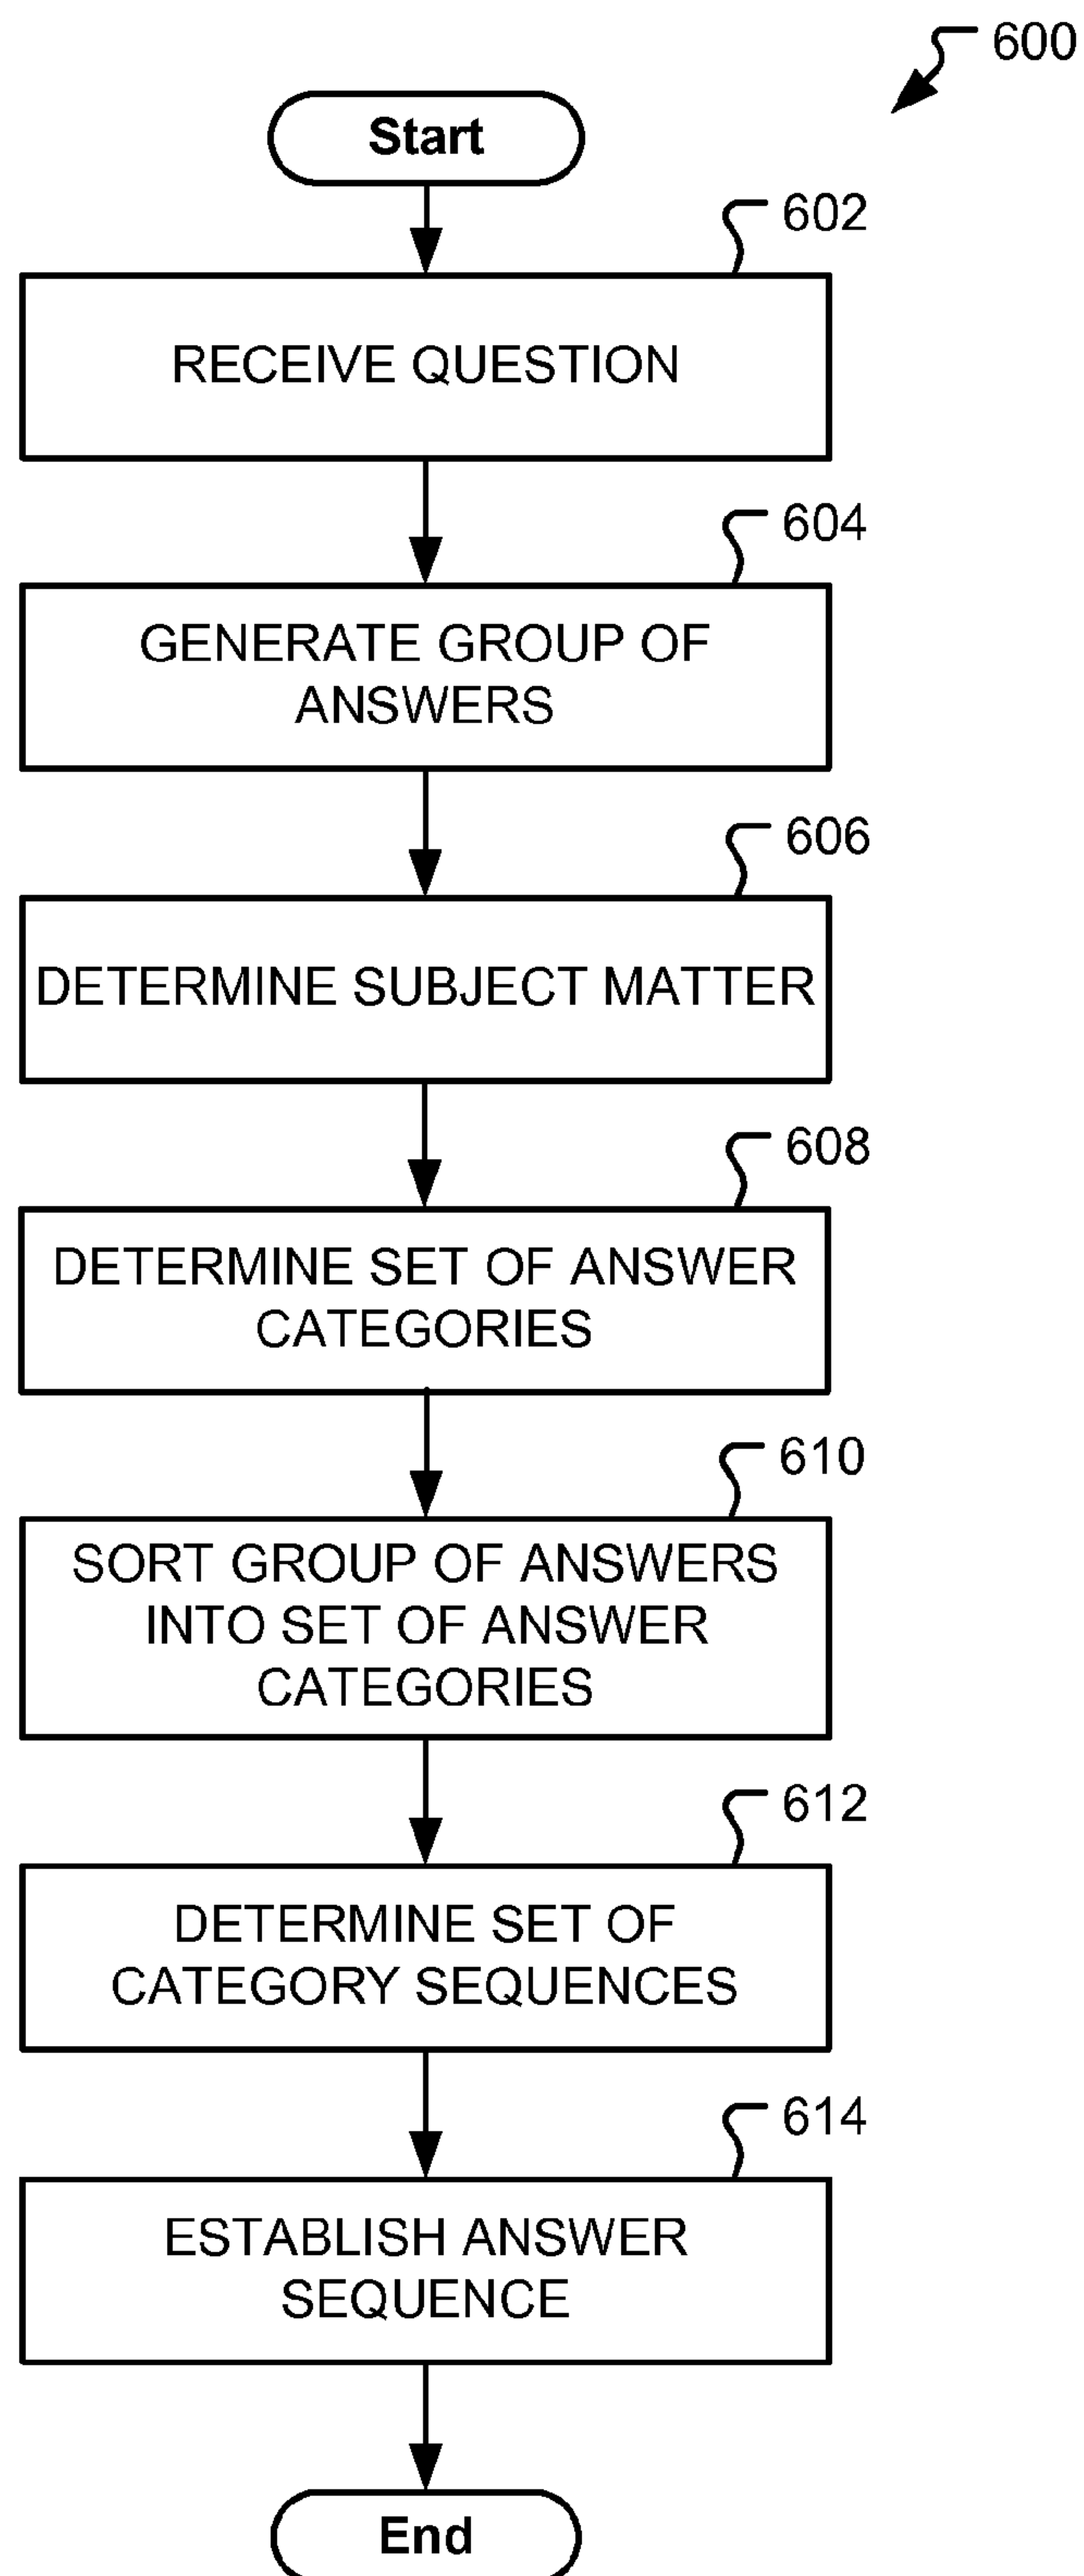 600
Start
602
RECEIVE QUESTION
604
GENERATE GROUP OF
ANSWERS
606
DETERMINE SUBJECT MATTER
608
DETERMINE SET OF ANSWER
CATEGORIES
610
SORT GROUP OF ANSWERS
INTO SET OF ANSWER
CATEGORIES
612
DETERMINE SET OF
CATEGORY SEQUENCES
614
ESTABLISH ANSWER
SEQUENCE
End